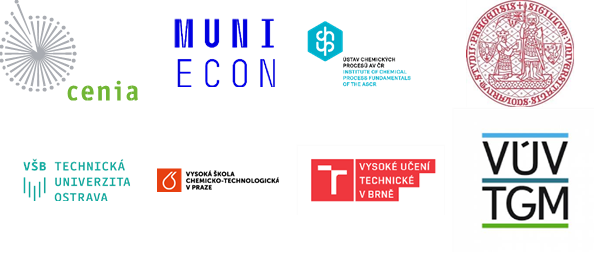 cenia
MUNI
ECON
ÚSTAV CHEMICKÝCH
PROCESŮ AV ČR
INSTITUTE OF CHEMICAL
PROCESS FUNDAMENTALS
OF THE ASCR
VŠB TECHNICKÁ
UNIVERZITA
OSTRAVA
VYSOKÁ ŠKOLA
CHEMICKO-TECHNOLOGICKÁ
V PRAZE
T
VYSOKÉ UČENÍ
TECHNICKÉ
V BRNĚ
VÚV
TGM